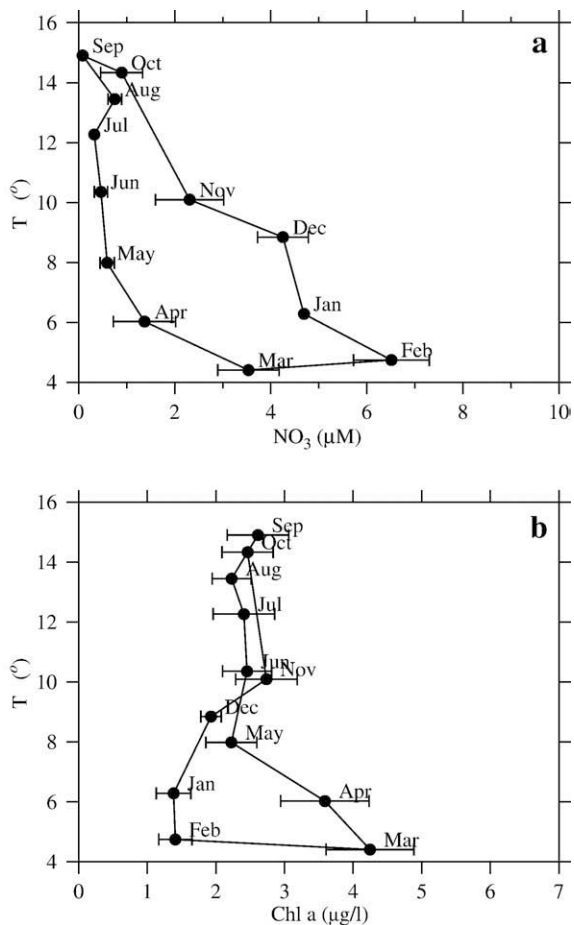 16
a
Sep
Oct
14
Aug
Jul
12
Jun
Nov
10
T (°)
Dec
May
8
Jan
Apr
6
Mar
Feb
4
0 2 4 6 8 10
NO3 (µM)
16
b
Sep
Oct
14
Aug
Jul
12
Jun
Nov
10
T (°)
Dec
May
8
Jan
Apr
6
Feb
Mar
4
0 1 2 3 4 5 6 7
Chl a (µg/l)